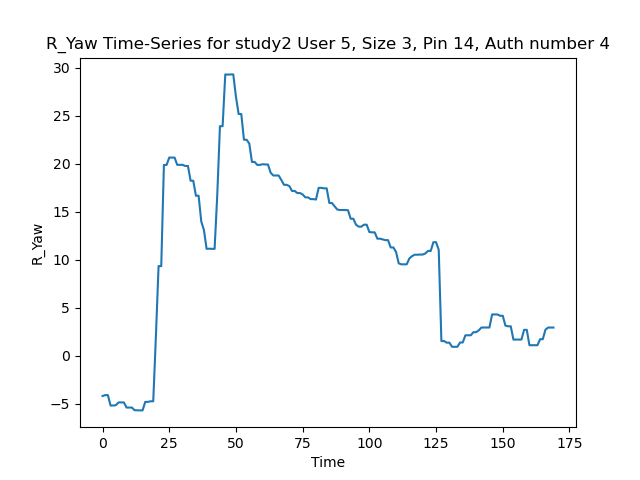 R_Yaw Time-Series for study2 User 5, Size 3, Pin 14, Auth number 4
30
25
20
15
10
5
0
−5
R_Yaw
0 25 50 75 100 125 150 175
Time